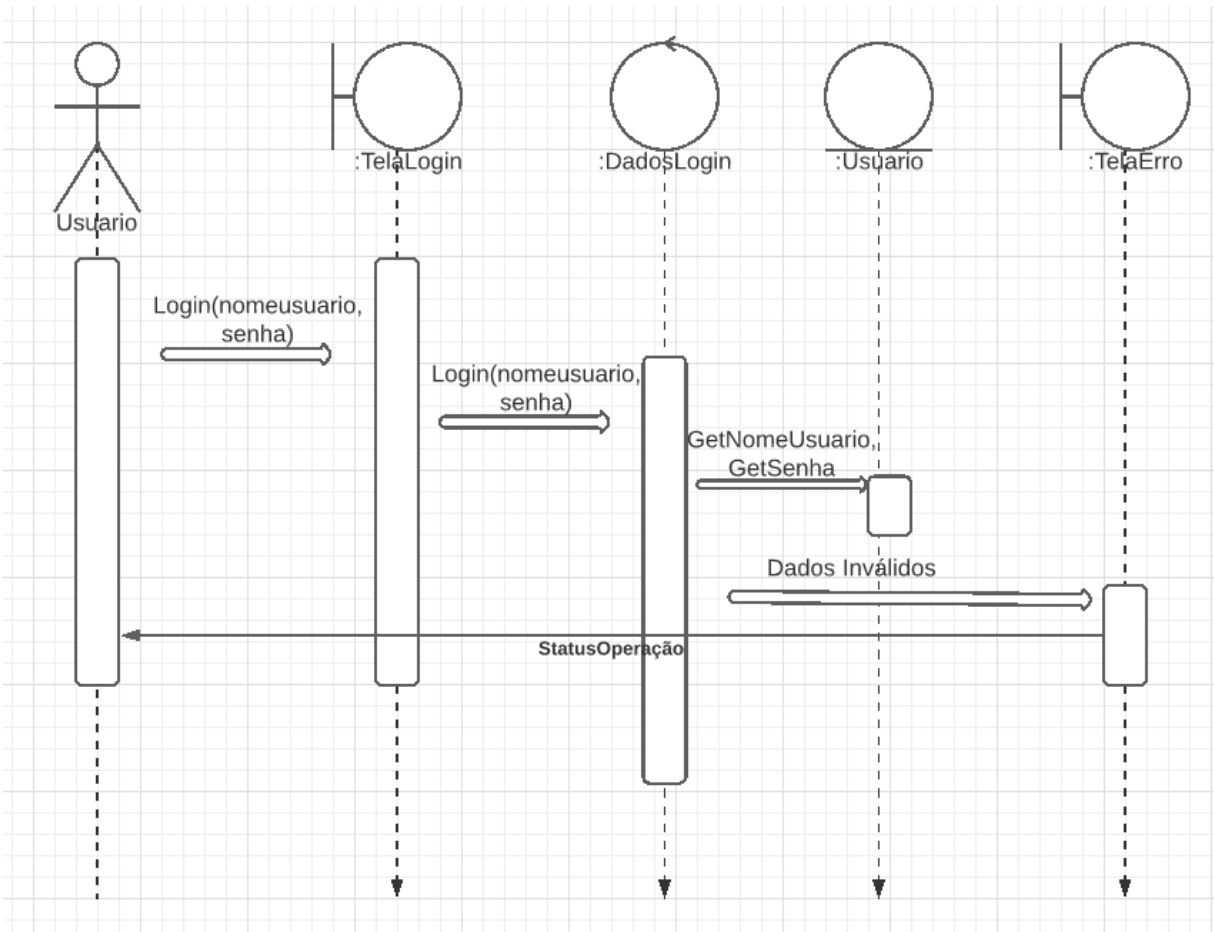 :TelaLogin
:DadosLogin
:Usuario
:TelaErro
Usuario
Login(nomeusuario,
senha)
Login(nomeusuario,
senha)
GetNomeUsuario,
GetSenha
Dados Inválidos
StatusOperação